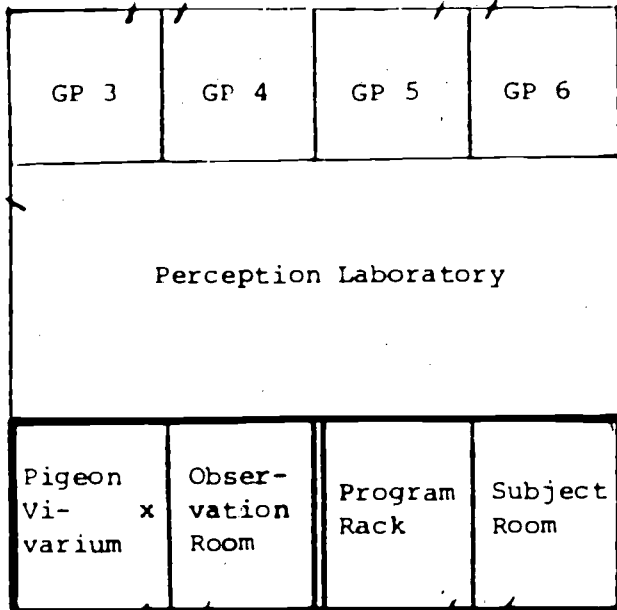 GP 3 GP 4 GP 5 GP 6
Perception Laboratory
Pigeon
Vi- x
varium
Obser-
vation
Room
Program
Rack
Subject
Room